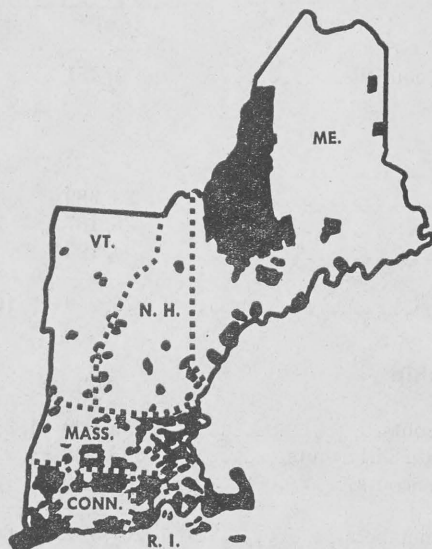 ME.
VT.
N. H.
MASS.
CONN.
R. I.